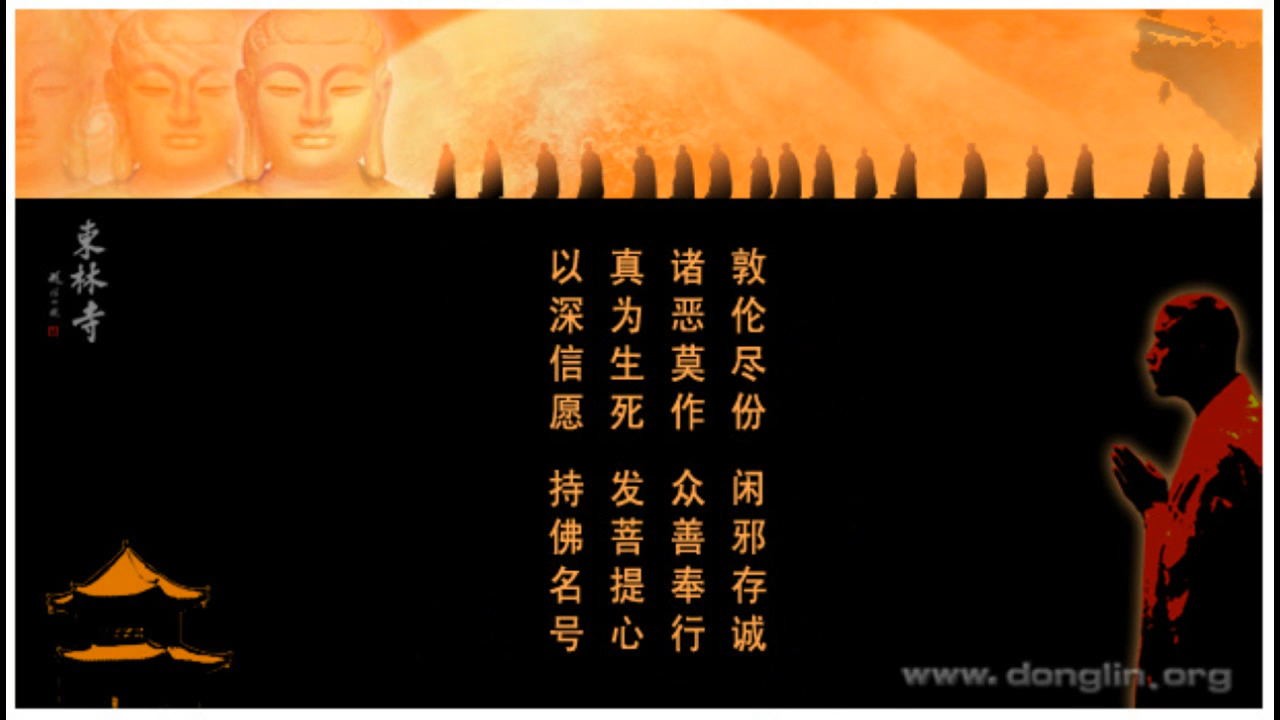 敦伦尽份 闲邪存诚
诸恶莫作 众善奉行
真为生死 发菩提心
以深信愿 持佛名号
東林寺
www.donglin.org